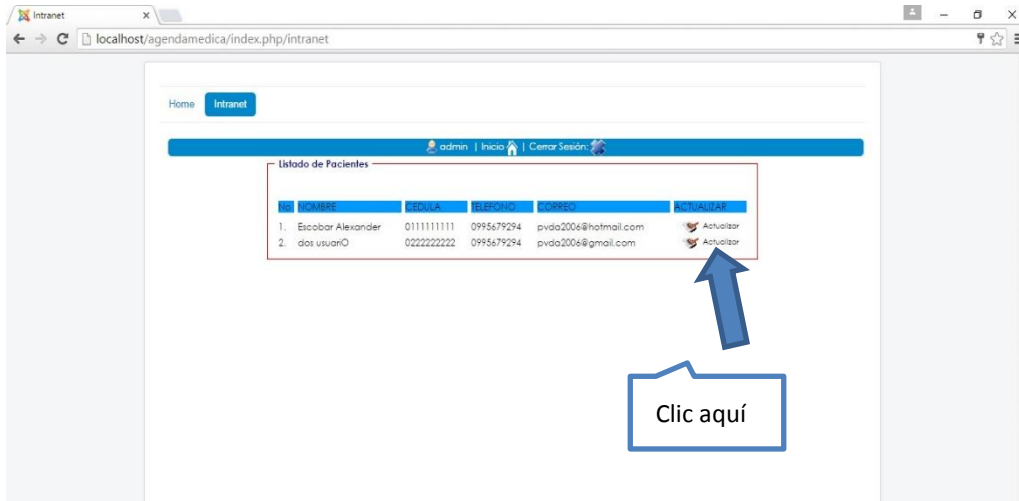 Intranet
localhost/agendamedica/index.php/intranet
Home Intranet
admin | Inicio | Cerrar Sesión:
Listado de Pacientes
No. NOMBRE CEDULA TELEFONO CORREO ACTUALIZAR
1. Escobar Alexander 0111111111 0995679294 pvda2006@hotmail.com Actualizar
2. dos usuariO 0222222222 0995679294 pvda2006@gmail.com Actualizar
Clic aquí